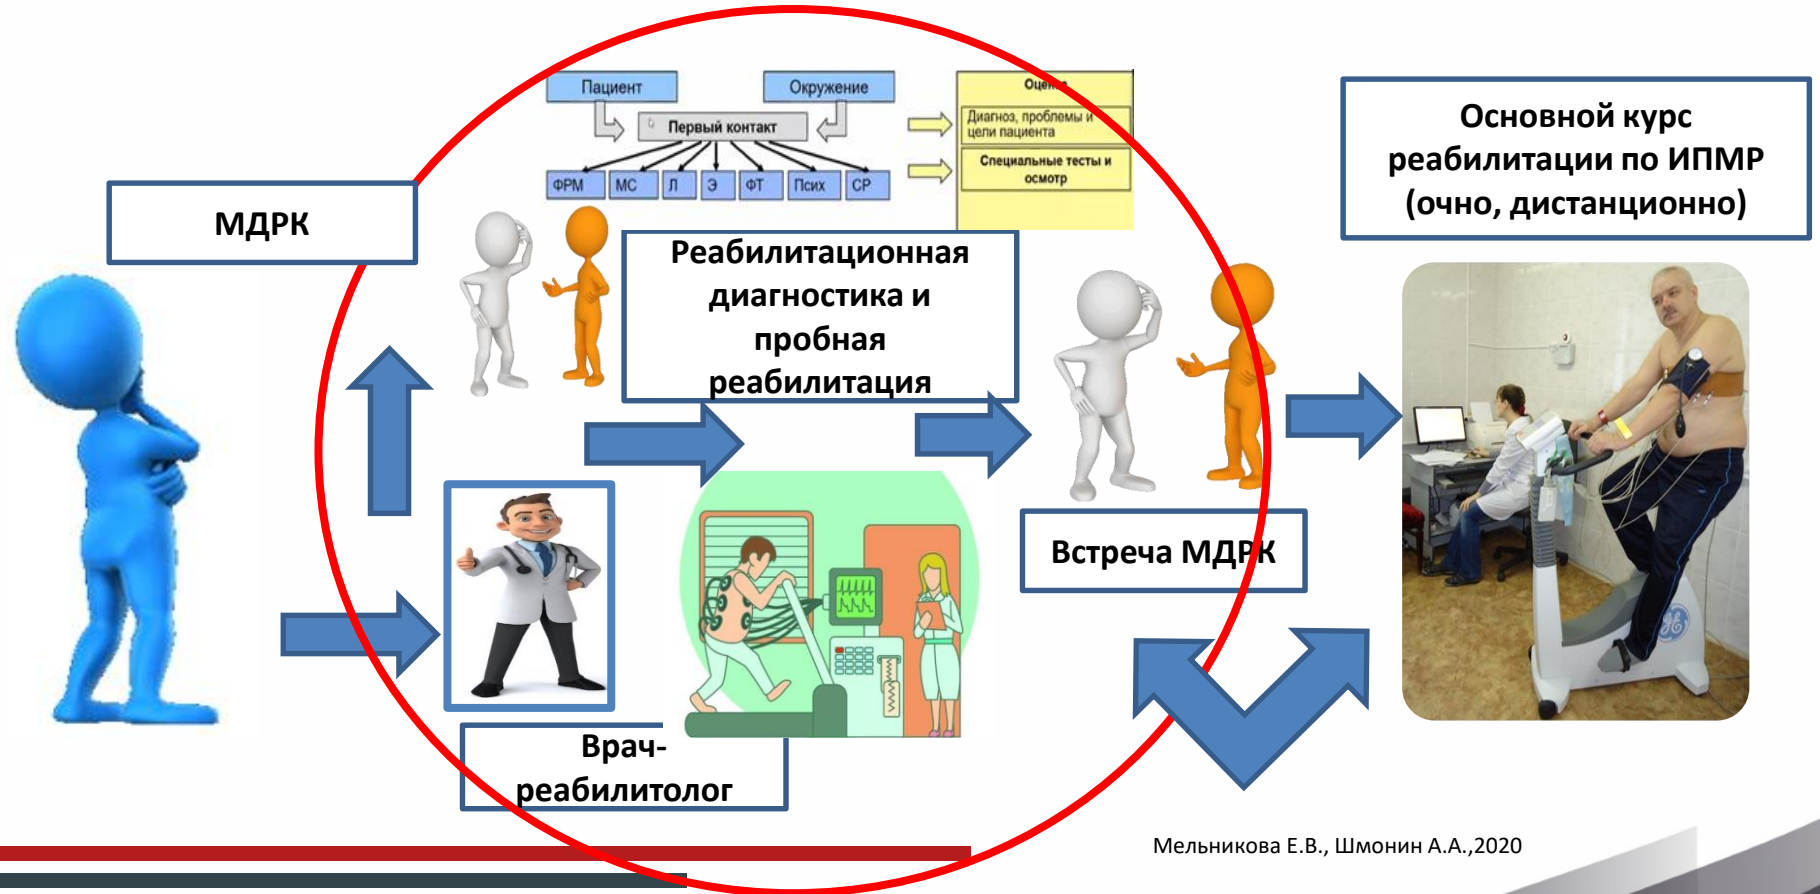 Пациент
Окружение
Первый контакт
ФРМ
МС
Л
Э
ФТ
Псих
СР
Оценка
Диагноз, проблемы и
цели пациента
Специальные тесты и
осмотр
МДРК
Реабилитационная
диагностика и
пробная
реабилитация
Основной курс
реабилитации по ИПМР
(очно, дистанционно)
Встреча МДРК
Врач-
реабилитолог
Мельникова Е.В., Шмонин А.А.,2020